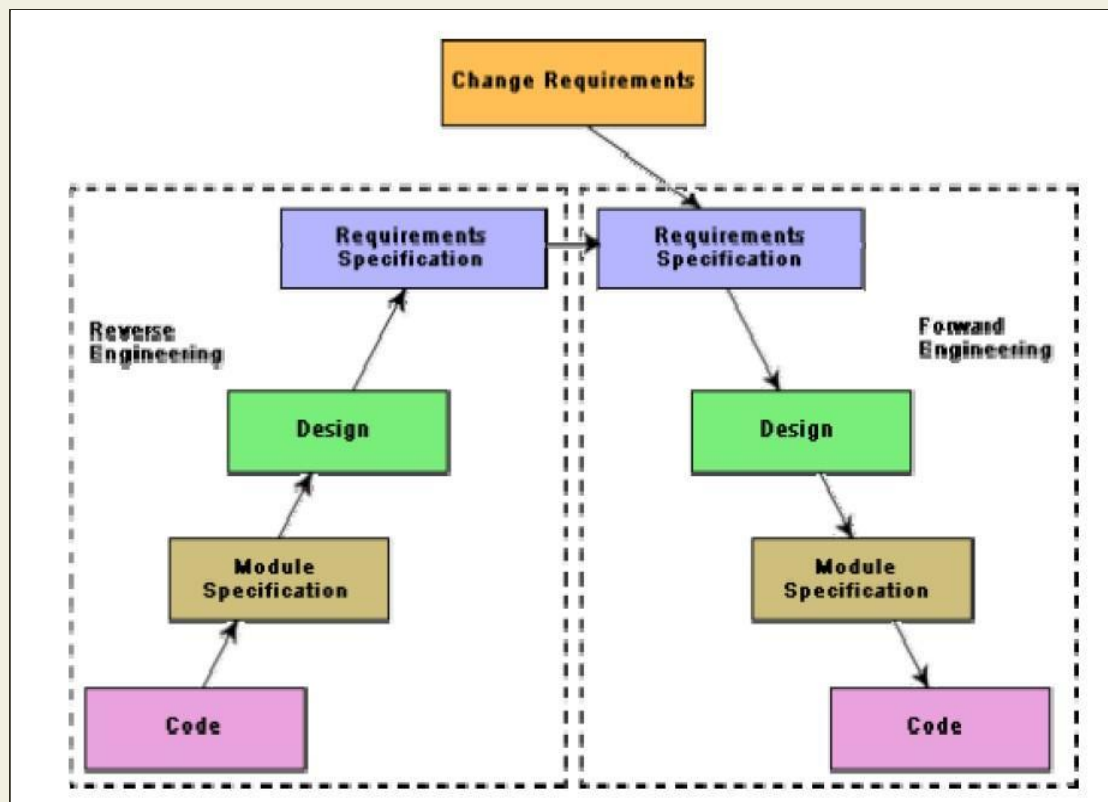 Change Requirements
Requirements
Specification
Requirements
Specification
Reverse
Engineering
Forward
Engineering
Design
Design
Module
Specification
Module
Specification
Code
Code